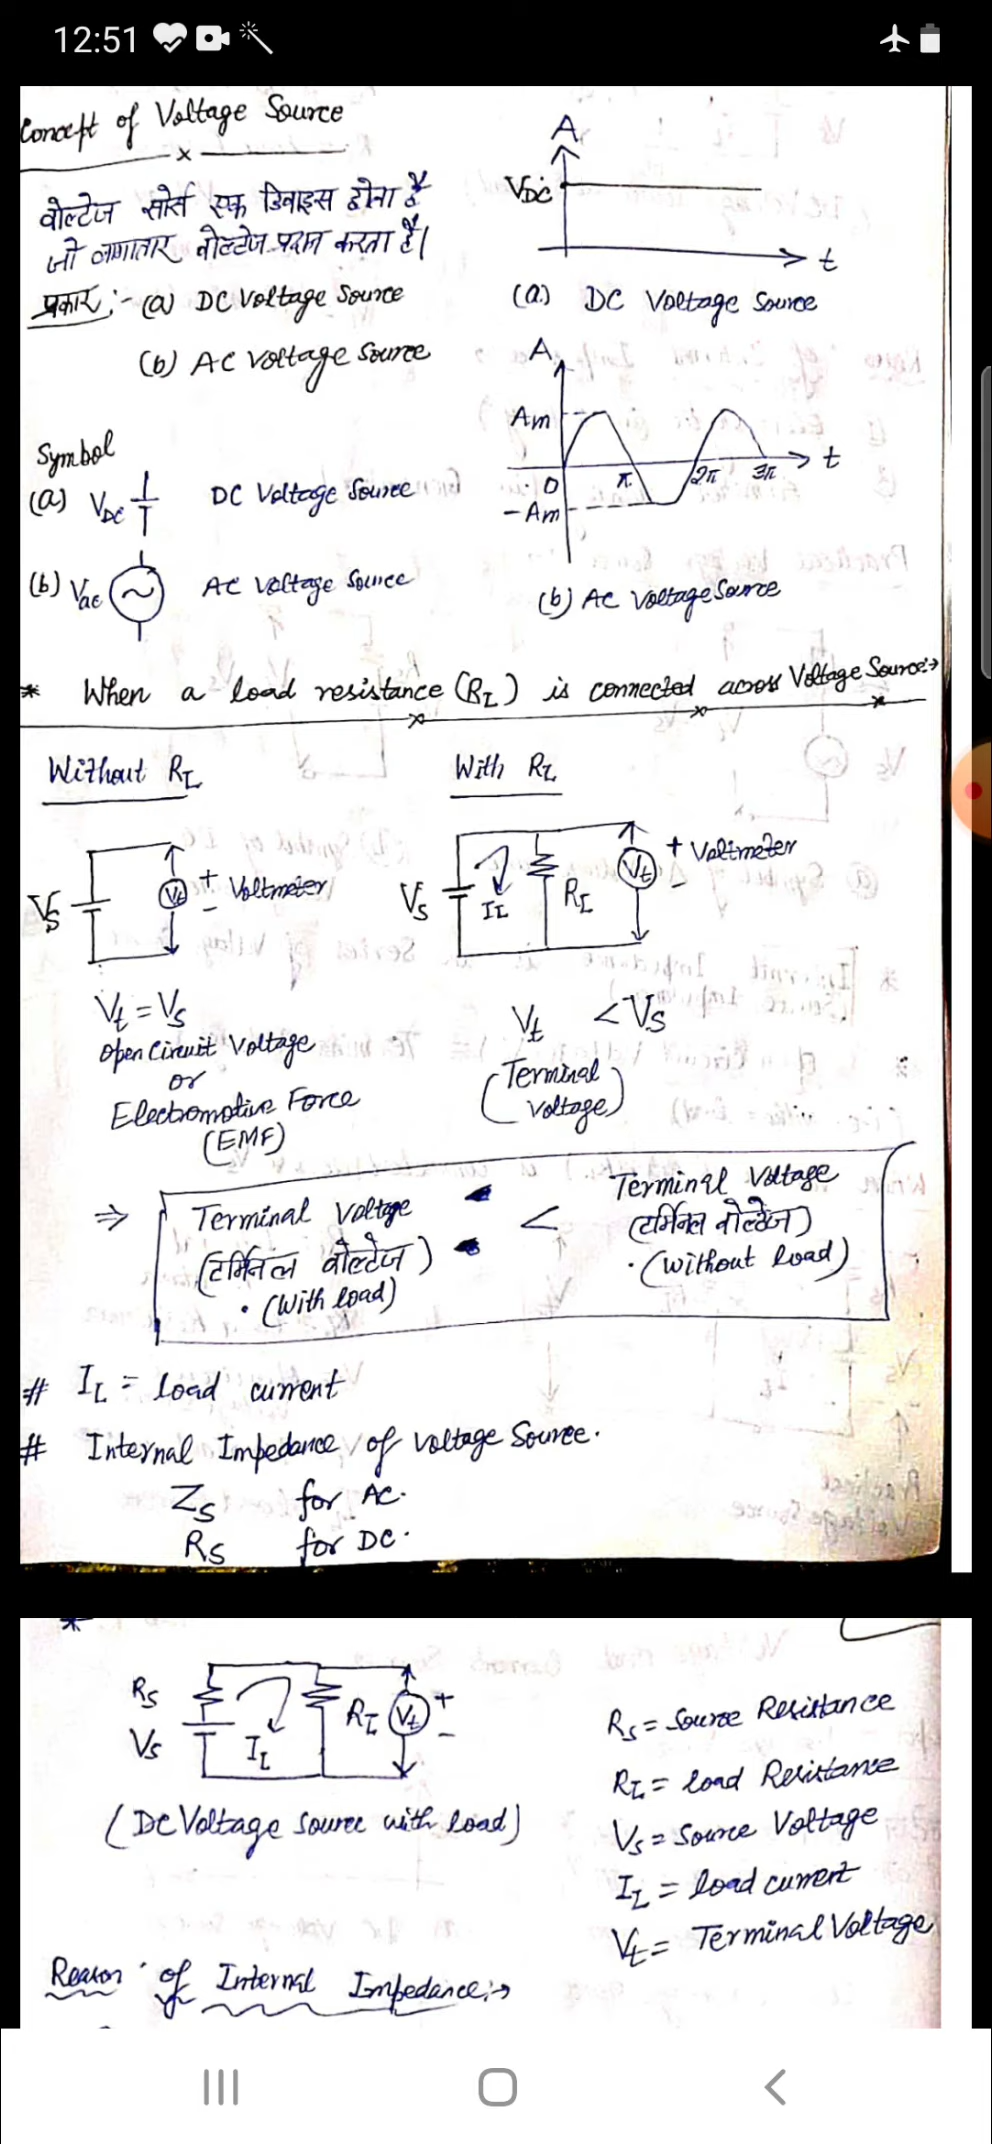 12:51
Concept of Voltage Source
वोल्टेज सोर्स एक डिवाइस होता है
जो लगातार वोल्टेज प्रदान करता है।
प्रकार :- (a) DC Voltage Source
(b) AC Voltage Source
A
VDC
t
(a) DC Voltage Source
A
Am
0
π
2π
3π
t
-Am
(b) AC Voltage Source
Symbol
(a) VDC DC Voltage Source
(b) Vac AC Voltage Source
* When a load resistance (RL) is connected across Voltage Source:→
Without RL
With RL
Vs
Vt
+ Voltmeter
-
Vs
IL
RL
Vt
+ Voltmeter
-
Vt = Vs
Open Circuit Voltage
or
Electromotive Force
(EMF)
Vt < Vs
(Terminal
Voltage)
⇒ Terminal Voltage < Terminal Voltage
(टर्मिनल वोल्टेज) (टर्मिनल वोल्टेज)
• (With load) • (Without load)
# IL = load current
# Internal Impedance of Voltage Source.
Zs for AC.
Rs for DC.
*
Rs
Vs
IL
RL
Vt
+
-
(DC Voltage Source with load)
Rs = Source Resistance
RL = load Resistance
Vs = Source Voltage
IL = load current
Vt = Terminal Voltage
Reason of Internal Impedance:→